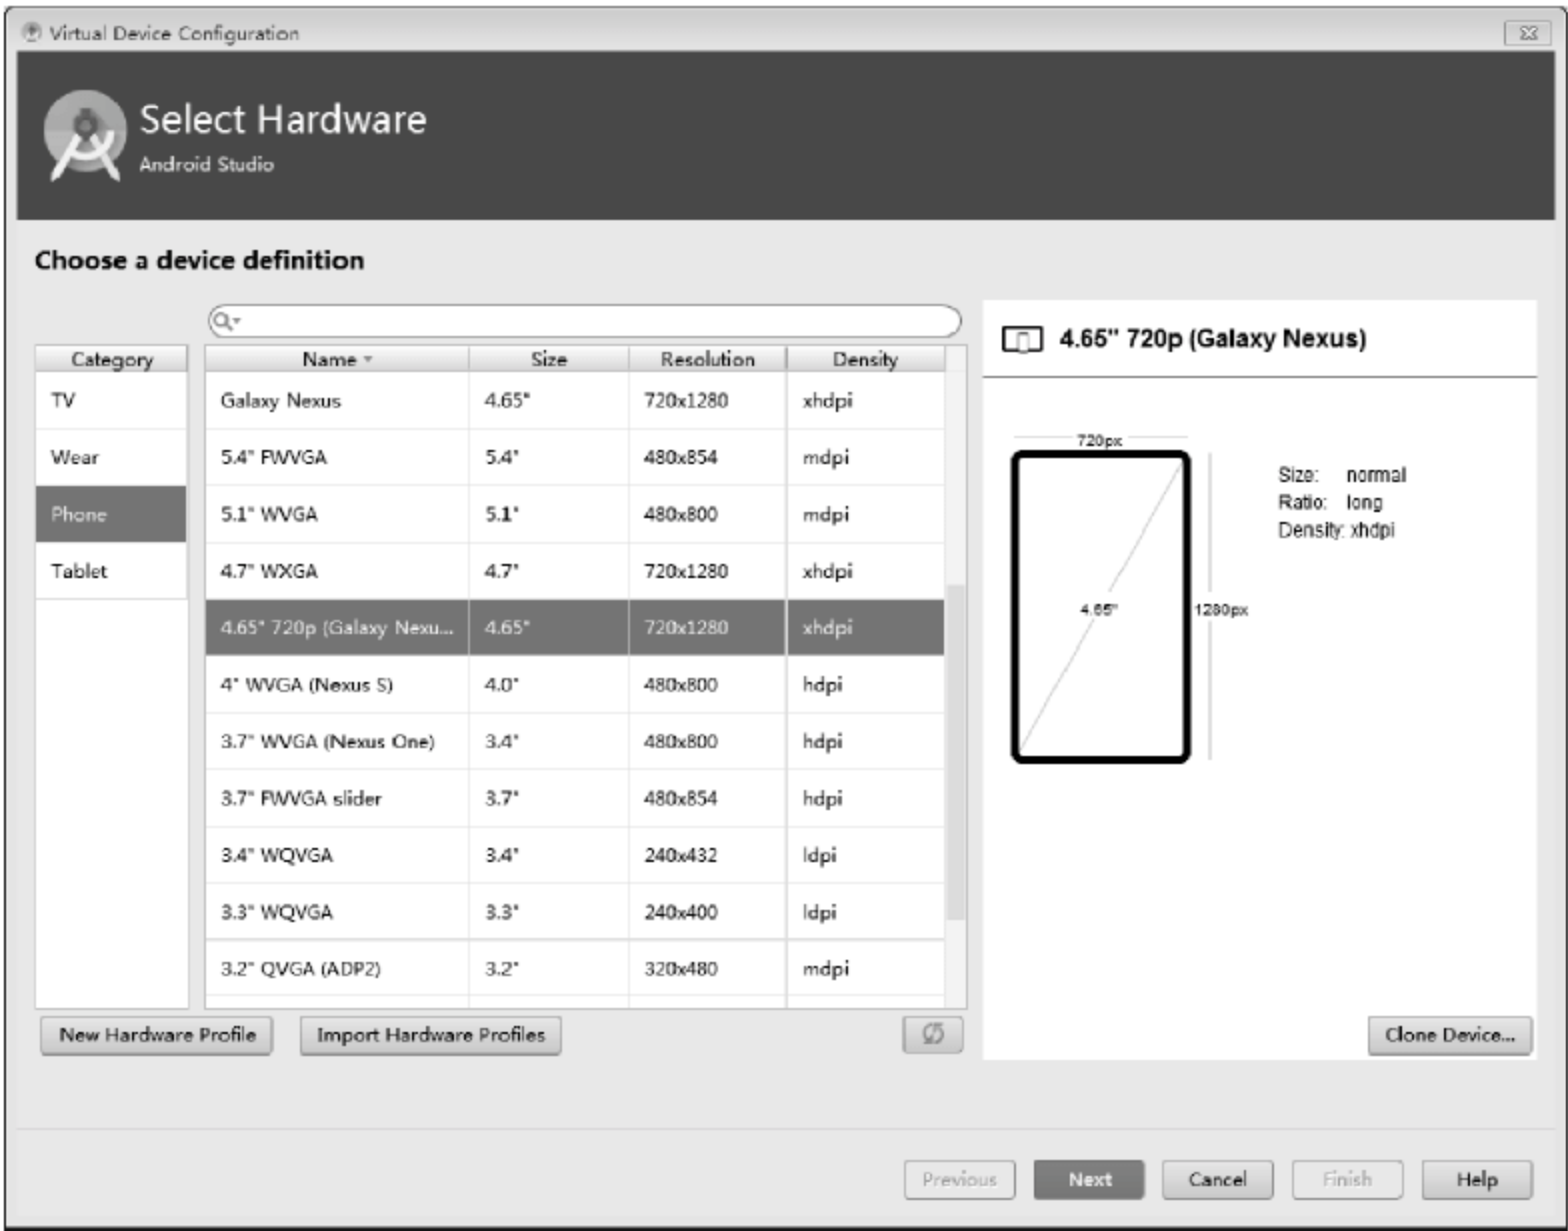 Virtual Device Configuration
Select Hardware
Android Studio
Choose a device definition
Category
TV
Wear
Phone
Tablet
Name Size Resolution Density
Galaxy Nexus 4.65" 720x1280 xhdpi
5.4" FWVGA 5.4" 480x854 mdpi
5.1" WVGA 5.1" 480x800 mdpi
4.7" WXGA 4.7" 720x1280 xhdpi
4.65" 720p (Galaxy Nexu... 4.65" 720x1280 xhdpi
4" WVGA (Nexus S) 4.0" 480x800 hdpi
3.7" WVGA (Nexus One) 3.4" 480x800 hdpi
3.7" FWVGA slider 3.7" 480x854 hdpi
3.4" WQVGA 3.4" 240x432 ldpi
3.3" WQVGA 3.3" 240x400 ldpi
3.2" QVGA (ADP2) 3.2" 320x480 mdpi
New Hardware Profile Import Hardware Profiles
4.65" 720p (Galaxy Nexus)
720px
4.65"
1280px
Size: normal
Ratio: long
Density: xhdpi
Clone Device...
Previous Next Cancel Finish Help